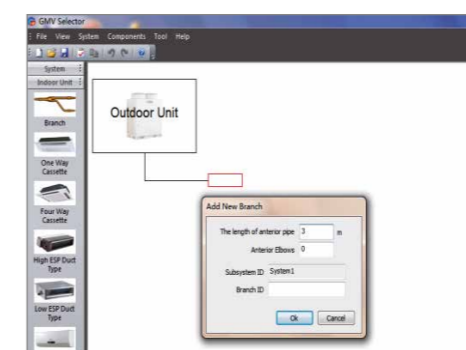 GMV Selector
File View System Components Tool Help
System
Indoor Unit
Branch
One Way
Cassette
Four Way
Cassette
High ESP Duct
Type
Low ESP Duct
Type
Outdoor Unit
Add New Branch
The length of anterior pipe 3 m
Anterior Elbows 0
Subsystem ID System1
Branch ID
Ok Cancel